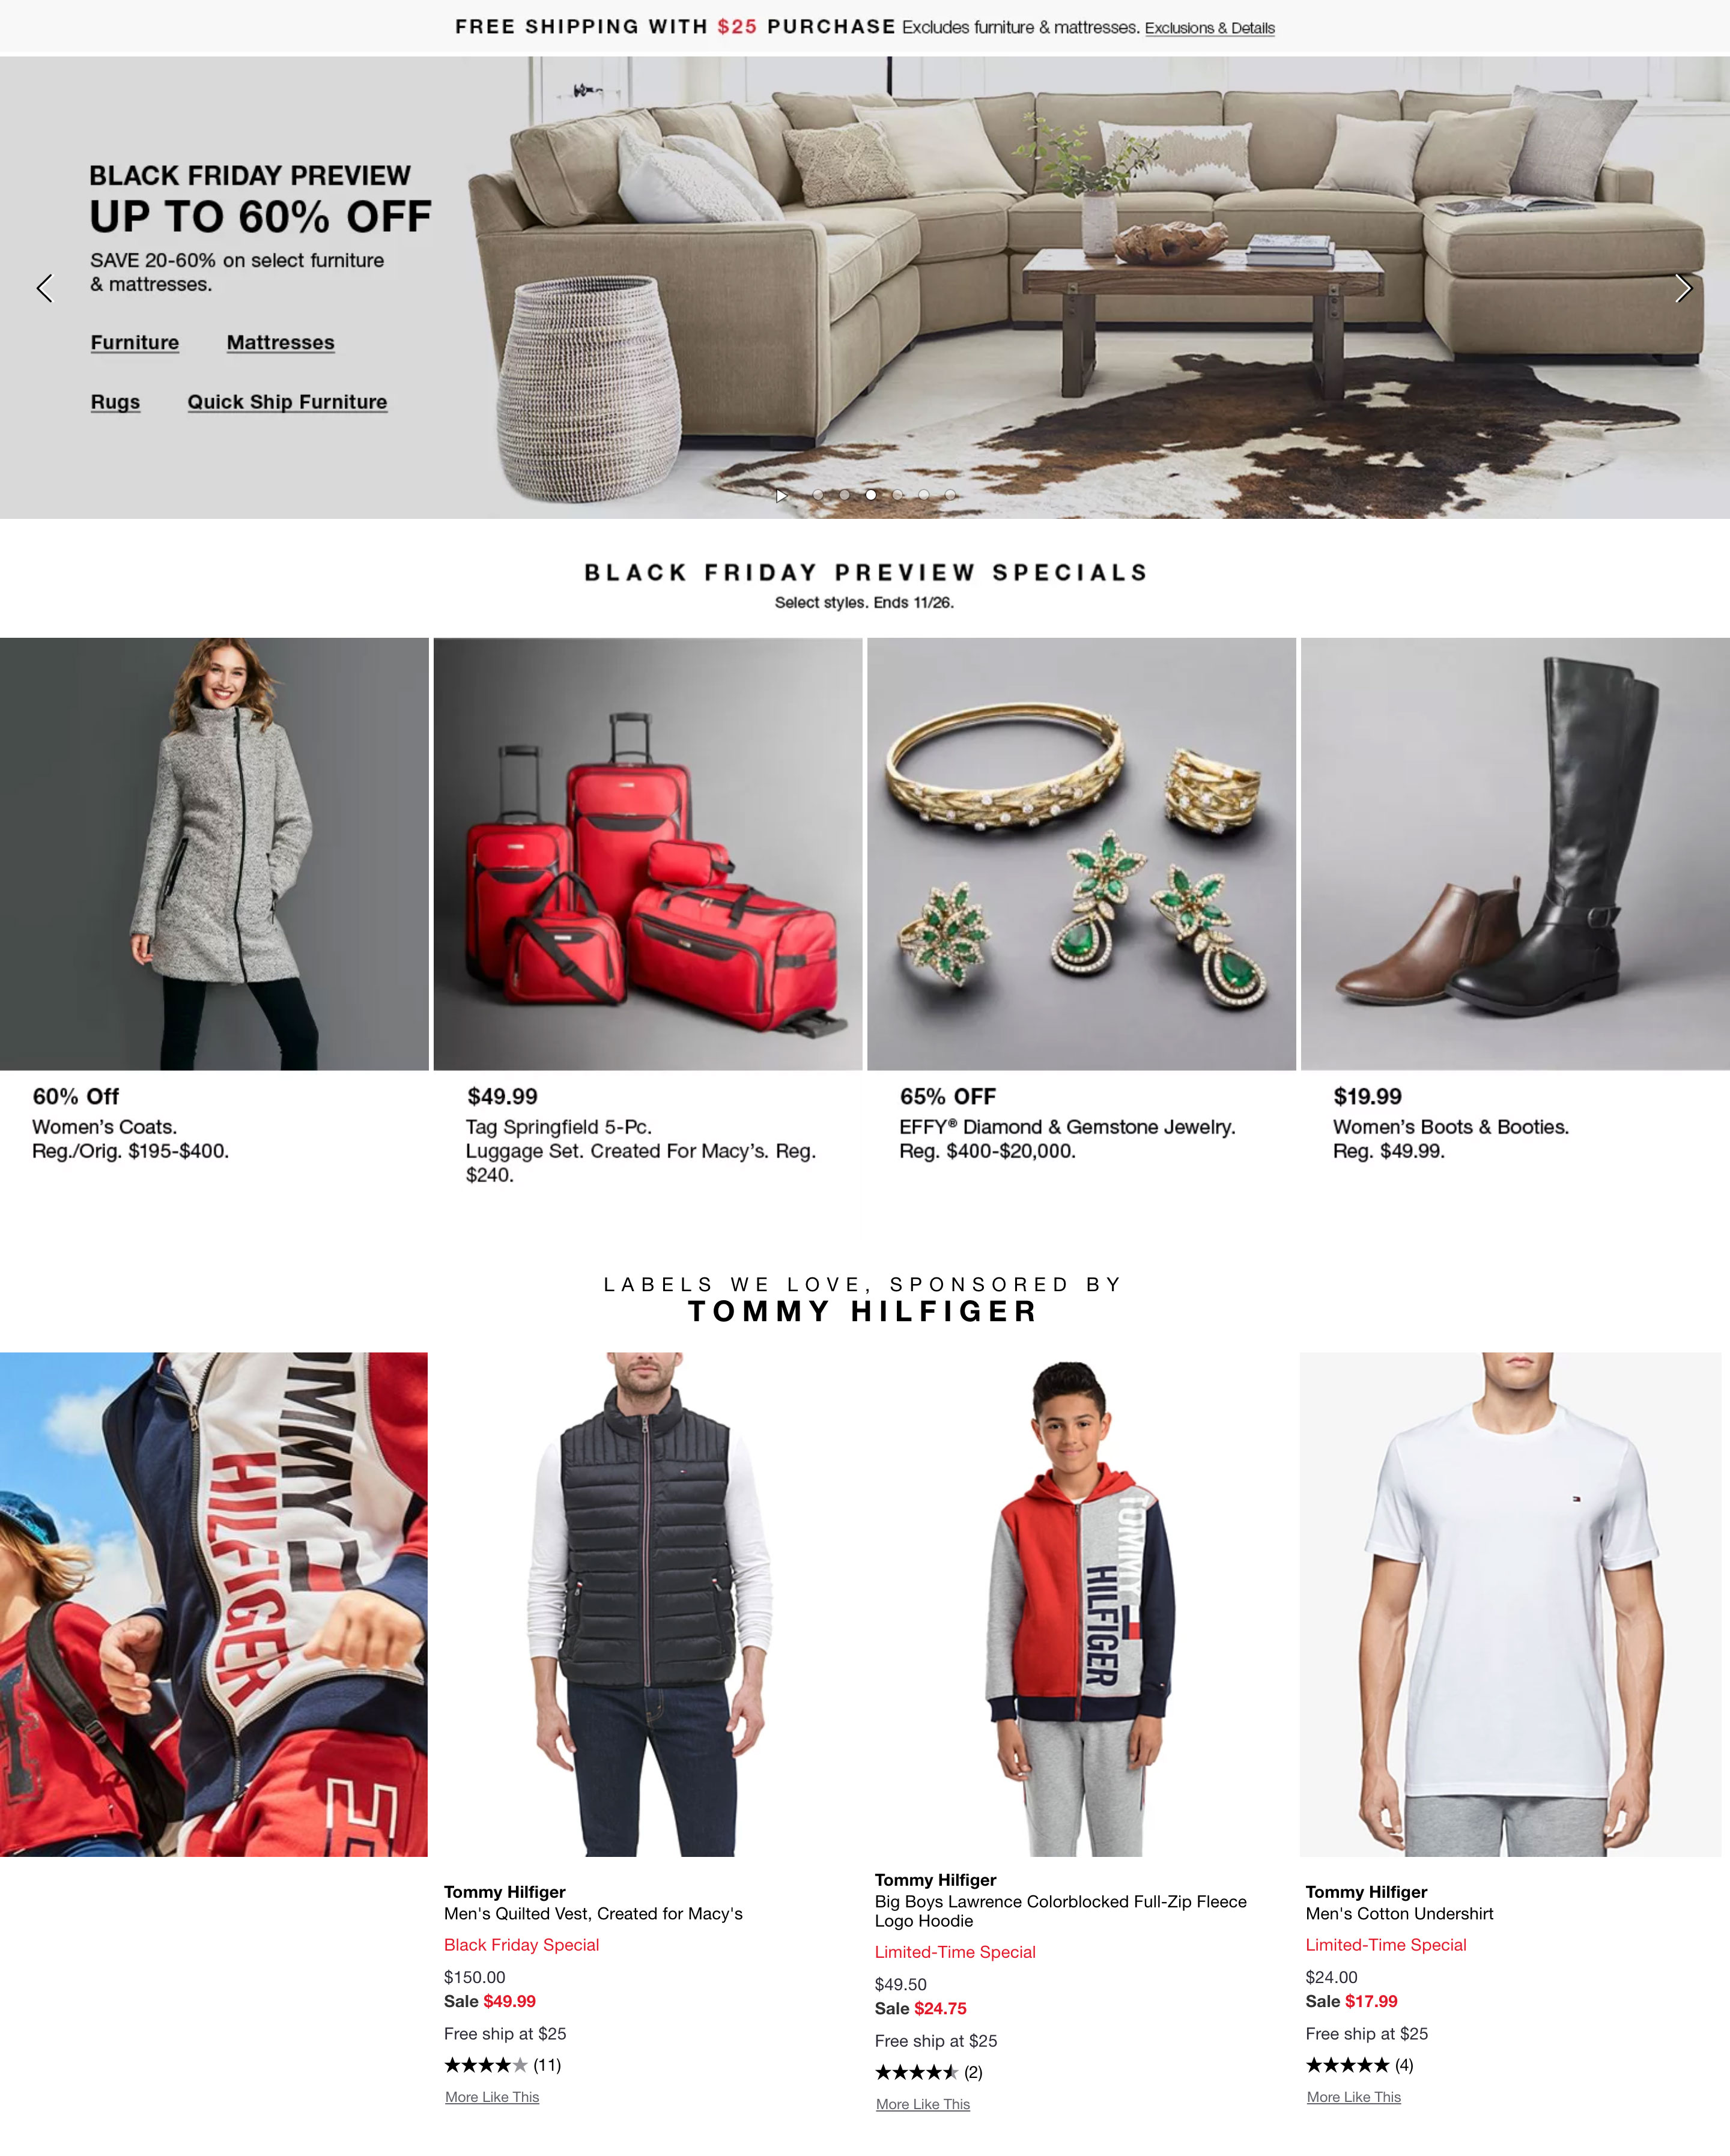 FREE SHIPPING WITH $25 PURCHASE Excludes furniture & mattresses. Exclusions & Details
BLACK FRIDAY PREVIEW
UP TO 60% OFF
SAVE 20-60% on select furniture
& mattresses.
Furniture Mattresses
Rugs Quick Ship Furniture
BLACK FRIDAY PREVIEW SPECIALS
Select styles. Ends 11/26.
60% Off
Women’s Coats.
Reg./Orig. $195-$400.
$49.99
Tag Springfield 5-Pc.
Luggage Set. Created For Macy’s. Reg.
$240.
65% OFF
EFFY® Diamond & Gemstone Jewelry.
Reg. $400-$20,000.
$19.99
Women’s Boots & Booties.
Reg. $49.99.
LABELS WE LOVE, SPONSORED BY
TOMMY HILFIGER
OMMY
HILFIGER
TOMMY
HILFIGER
Tommy Hilfiger
Men's Quilted Vest, Created for Macy's
Black Friday Special
$150.00
Sale $49.99
Free ship at $25
(11)
More Like This
Tommy Hilfiger
Big Boys Lawrence Colorblocked Full-Zip Fleece
Logo Hoodie
Limited-Time Special
$49.50
Sale $24.75
Free ship at $25
(2)
More Like This
Tommy Hilfiger
Men's Cotton Undershirt
Limited-Time Special
$24.00
Sale $17.99
Free ship at $25
(4)
More Like This